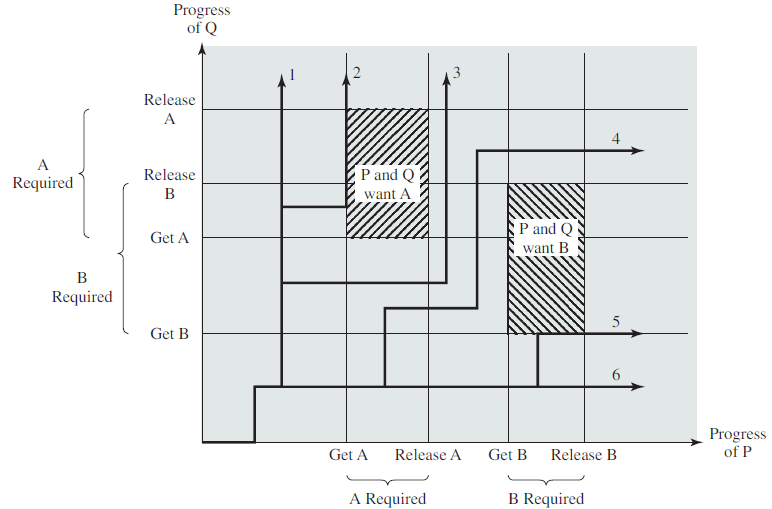 Progress
of Q
1
2
3
Release
A
4
A
Required
Release
B
P and Q
want A
Get A
P and Q
want B
B
Required
Get B
5
6
Progress
of P
Get A
Release A
Get B
Release B
A Required
B Required